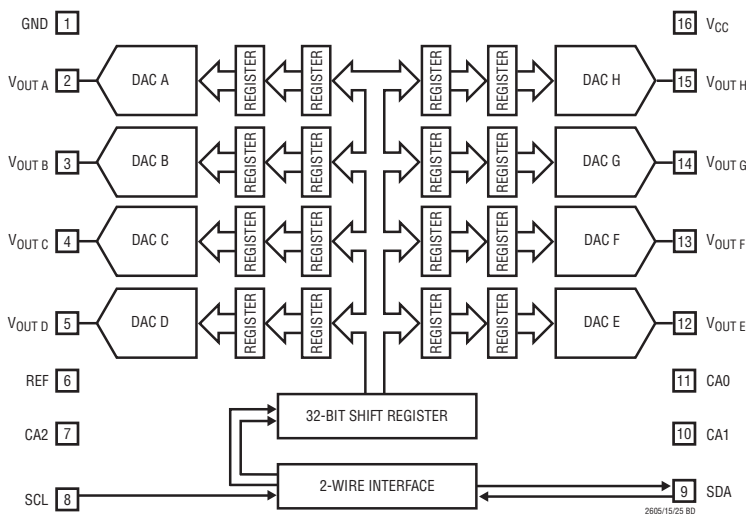 GND 1
16 VCC
VOUT A 2 DAC A REGISTER REGISTER REGISTER REGISTER DAC H 15 VOUT H
VOUT B 3 DAC B REGISTER REGISTER REGISTER REGISTER DAC G 14 VOUT G
VOUT C 4 DAC C REGISTER REGISTER REGISTER REGISTER DAC F 13 VOUT F
VOUT D 5 DAC D REGISTER REGISTER REGISTER REGISTER DAC E 12 VOUT E
REF 6
11 CA0
32-BIT SHIFT REGISTER
CA2 7
10 CA1
2-WIRE INTERFACE
SCL 8
9 SDA
2605/15/25 BD